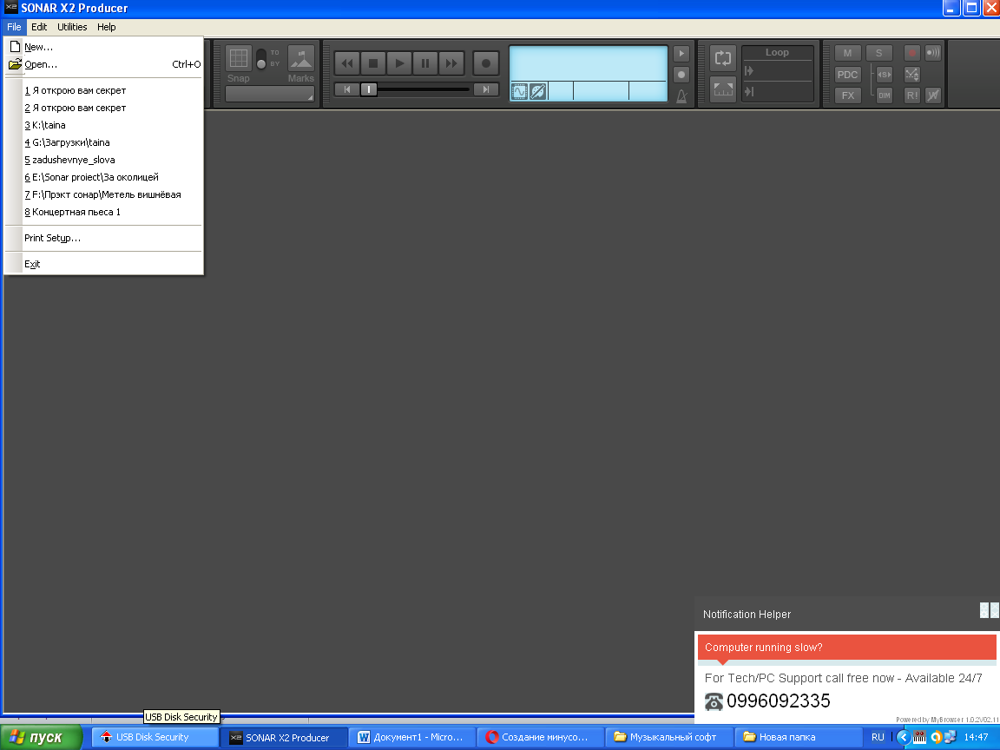 SONAR X2 Producer
File Edit Utilities Help
New...
Open... Ctrl+O
1 Я открою вам секрет
2 Я открою вам секрет
3 K:\taina
4 G:\Загрузки\taina
5 zadushevnye_slova
6 E:\Sonar proiect\За околицей
7 F:\Прэкт сонар\Метель вишнёвая
8 Концертная пьеса 1
Print Setup...
Exit
TO
BY
Snap Marks
Loop
M S
PDC
FX DIM R! W
Notification Helper
Computer running slow?
For Tech/PC Support call free now - Available 24/7
0996092335
Powered by MyBrowser 1.0.2V02.11
USB Disk Security
пуск USB Disk Security X2 SONAR X2 Producer Документ1 - Micro... Создание минусо... Музыкальный софт Новая папка RU 14:47